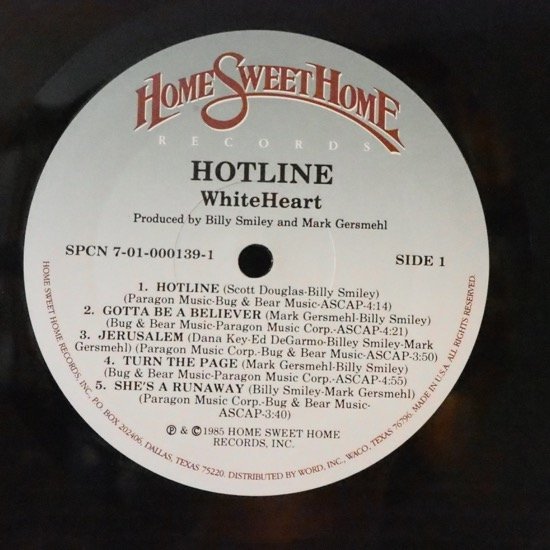 HOME SWEET HOME
RECORDS
HOTLINE
WhiteHeart
Produced by Billy Smiley and Mark Gersmehl
SPCN 7-01-000139-1
SIDE 1
1. HOTLINE (Scott Douglas-Billy Smiley)
(Paragon Music-Bug & Bear Music-ASCAP-4:14)
2. GOTTA BE A BELIEVER (Mark Gersmehl-Billy Smiley)
(Bug & Bear Music-Paragon Music Corp.-ASCAP-4:21)
3. JERUSALEM (Dana Key-Ed DeGarmo-Billey Smiley-Mark
Gersmehl) (Paragon Music Corp.-Bug & Bear Music-ASCAP-3:50)
4. TURN THE PAGE (Mark Gersmehl-Billy Smiley)
(Bug & Bear Music-Paragon Music Corp.-ASCAP-4:55)
5. SHE'S A RUNAWAY (Billy Smiley-Mark Gersmehl)
(Paragon Music Corp.-Bug & Bear Music-
ASCAP-3:40)
℗ & ©1985 HOME SWEET HOME
RECORDS, INC.
HOME SWEET HOME RECORDS, INC., P.O. BOX 202406, DALLAS, TEXAS 75220. DISTRIBUTED BY WORD, INC., WACO, TEXAS 76796. MADE IN U.S.A. ALL RIGHTS RESERVED.